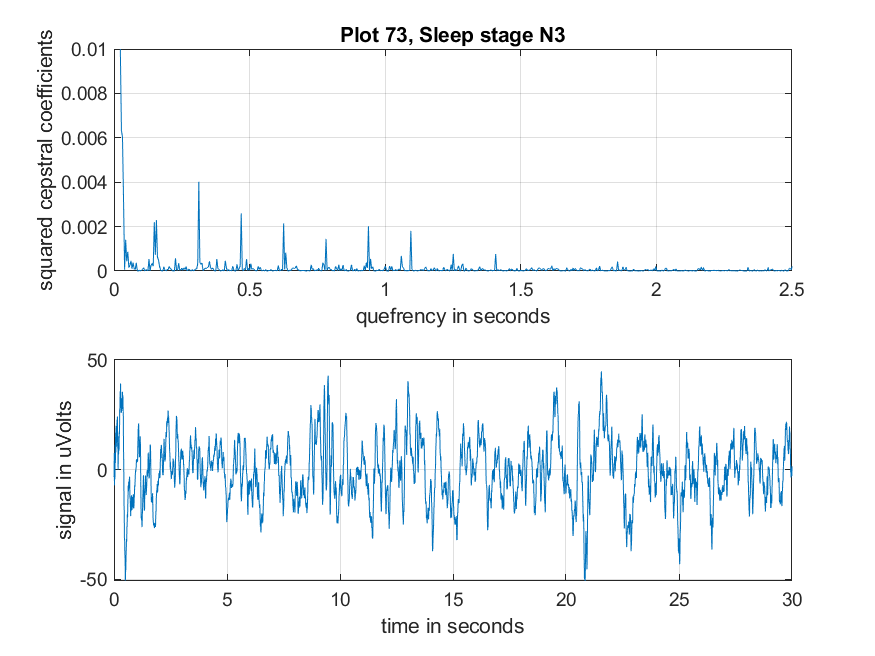 Plot 73, Sleep stage N3
squared cepstral coefficients
0.01
0.008
0.006
0.004
0.002
0
0 0.5 1 1.5 2 2.5
quefrency in seconds
signal in uVolts
50
0
-50
0 5 10 15 20 25 30
time in seconds